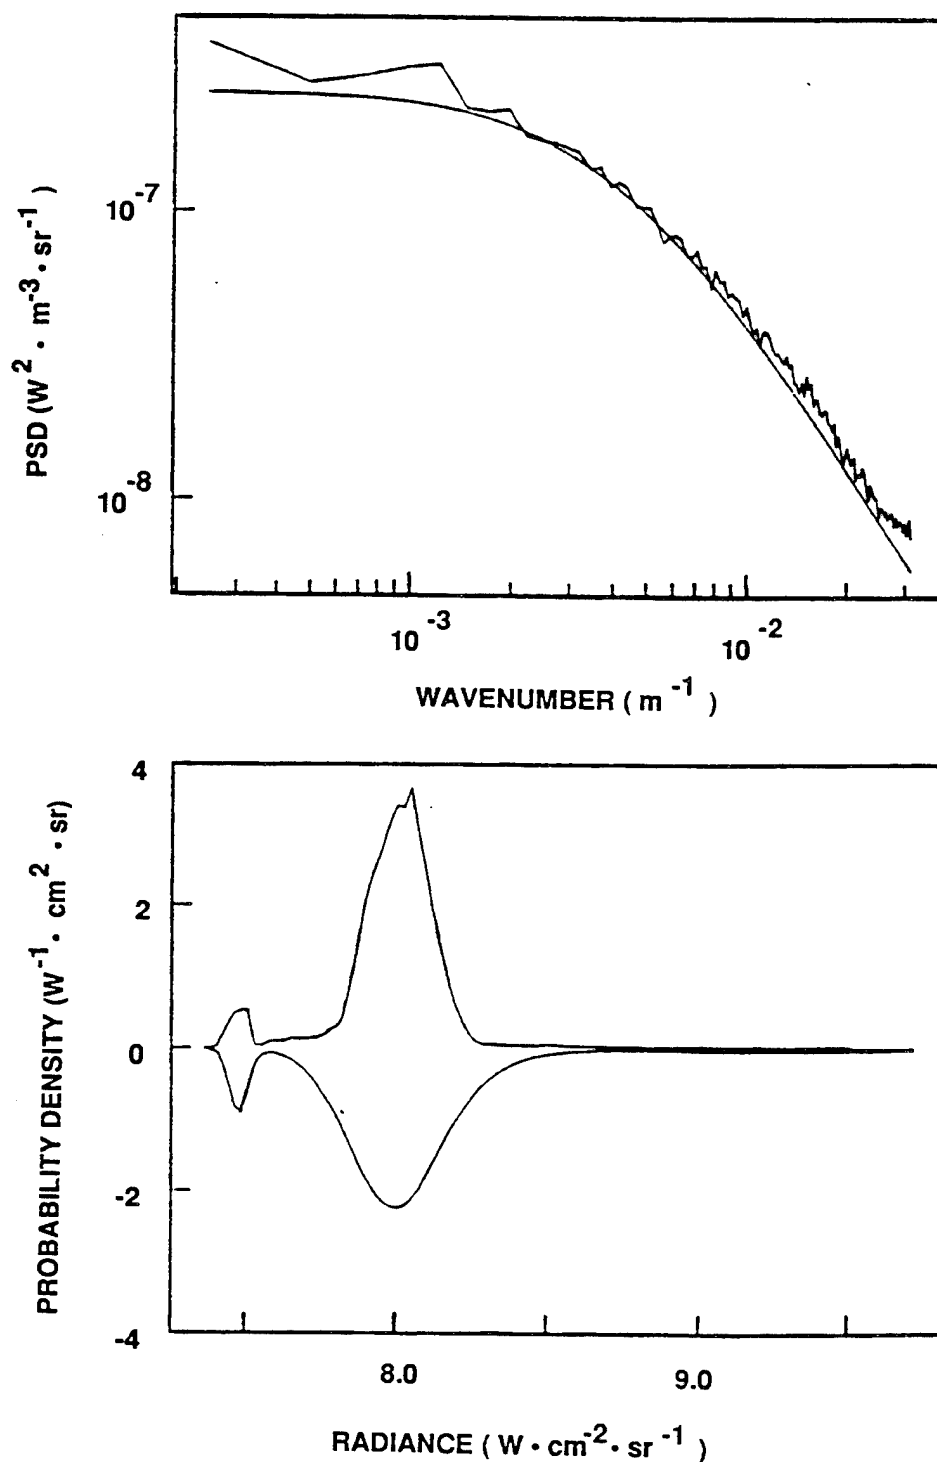 PSD (W² • m⁻³ • sr⁻¹)
10⁻⁷
10⁻⁸
10⁻³ 10⁻²
WAVENUMBER ( m⁻¹ )
PROBABILITY DENSITY (W⁻¹ • cm² • sr)
4
2
0
-2
-4
8.0 9.0
RADIANCE ( W • cm⁻² • sr⁻¹ )